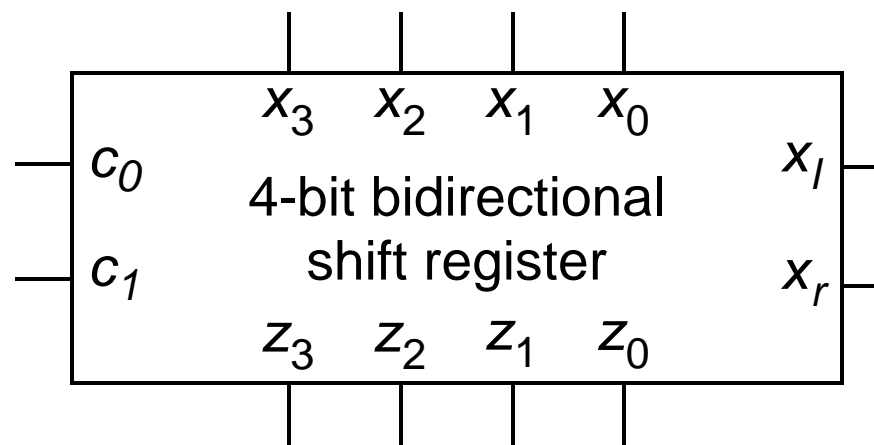 x3 x2 x1 x0
c0 xl
4-bit bidirectional
shift register
c1 xr
z3 z2 z1 z0